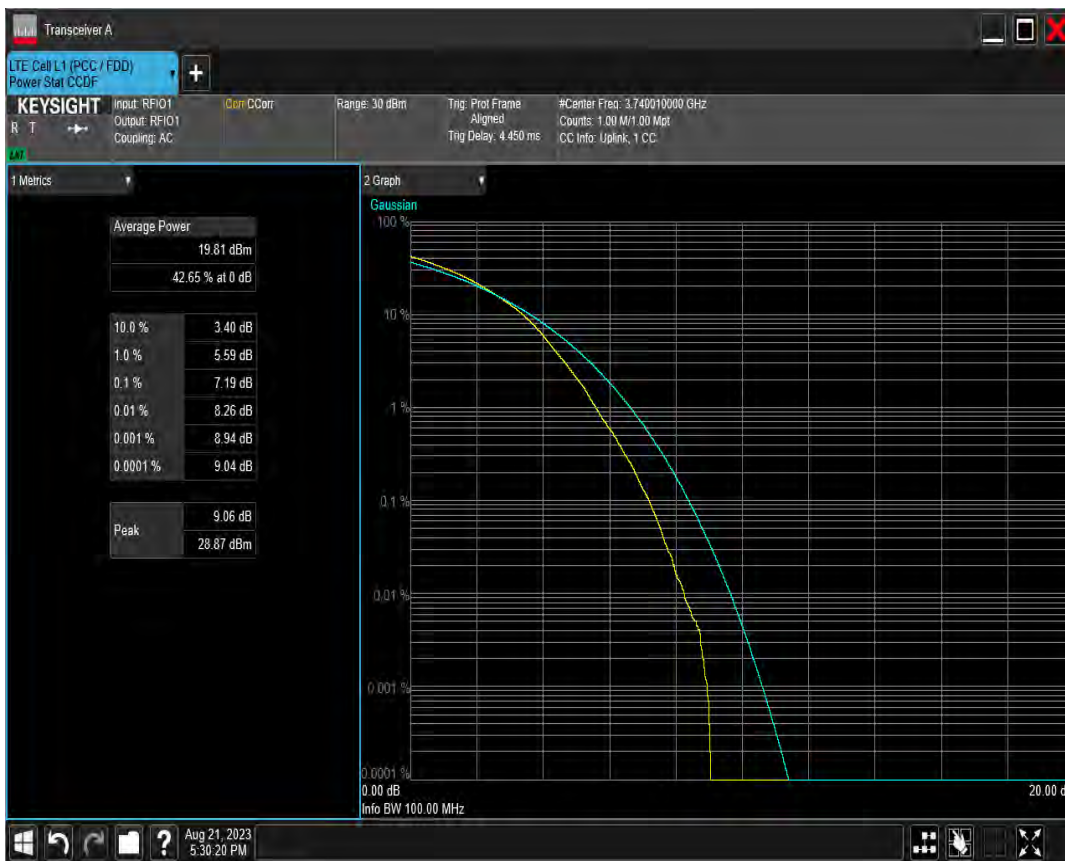 Transceiver A
LTE Cell L1 (PCC / FDD)
Power Stat CCDF
+
KEYSIGHT
R T
LXI
Input: RFIO1
Output: RFIO1
Coupling: AC
Corr CCorr
Range: 30 dBm
Trig: Prot Frame
Aligned
Trig Delay: 4.450 ms
#Center Freq: 3.740010000 GHz
Counts: 1.00 M/1.00 Mpt
CC Info: Uplink, 1 CC
1 Metrics
Average Power
19.81 dBm
42.65 % at 0 dB
10.0 % 3.40 dB
1.0 % 5.59 dB
0.1 % 7.19 dB
0.01 % 8.26 dB
0.001 % 8.94 dB
0.0001 % 9.04 dB
Peak
9.06 dB
28.87 dBm
2 Graph
Gaussian
100 %
10 %
1 %
0.1 %
0.01 %
0.001 %
0.0001 %
0.00 dB
20.00 d
Info BW 100.00 MHz
?
Aug 21, 2023
5:30:20 PM